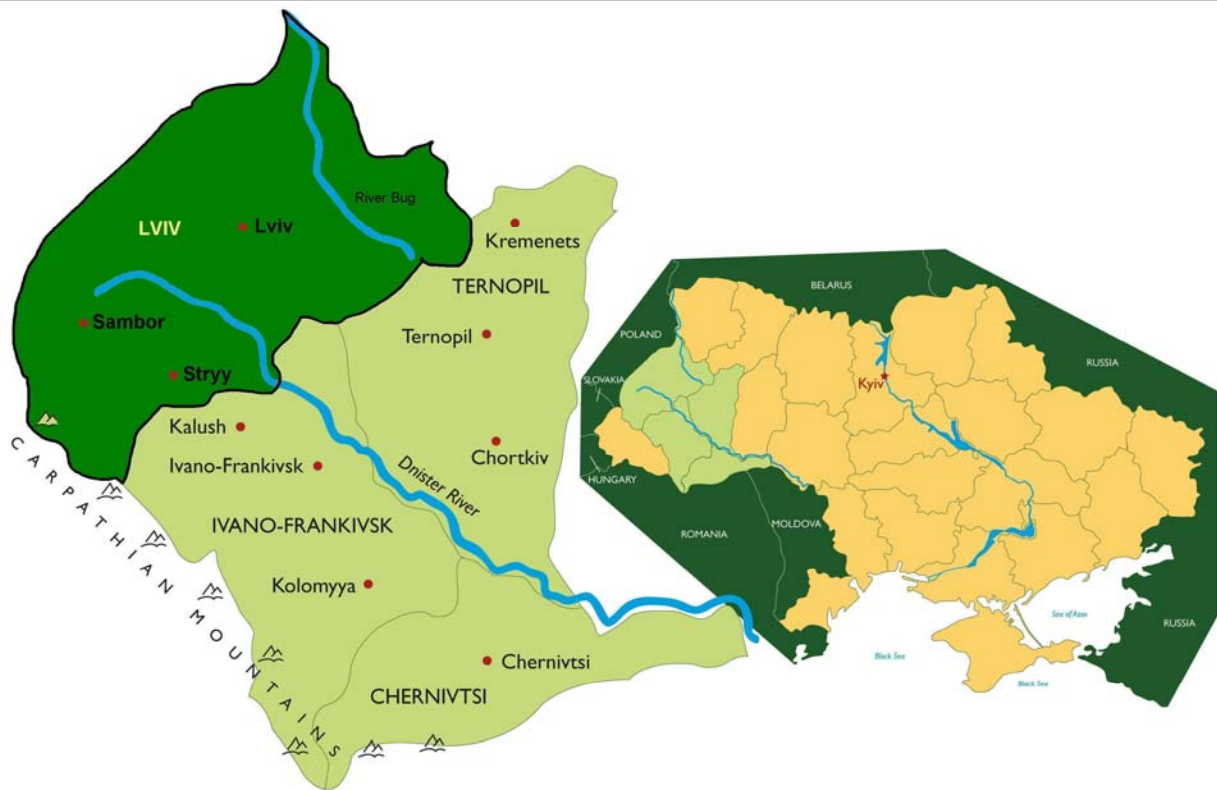 River Bug
LVIV
Lviv
Kremenets
TERNOPIL
Sambor
Ternopil
Stryy
Kalush
Chortkiv
Ivano-Frankivsk
Dnister River
IVANO-FRANKIVSK
Kolomyya
Chernivtsi
CHERNIVTSI
CARPATHIAN MOUNTAINS
BELARUS
POLAND
RUSSIA
SLOVAKIA
Kyiv
HUNGARY
ROMANIA
MOLDOVA
Sea of Azov
RUSSIA
Black Sea
Black Sea